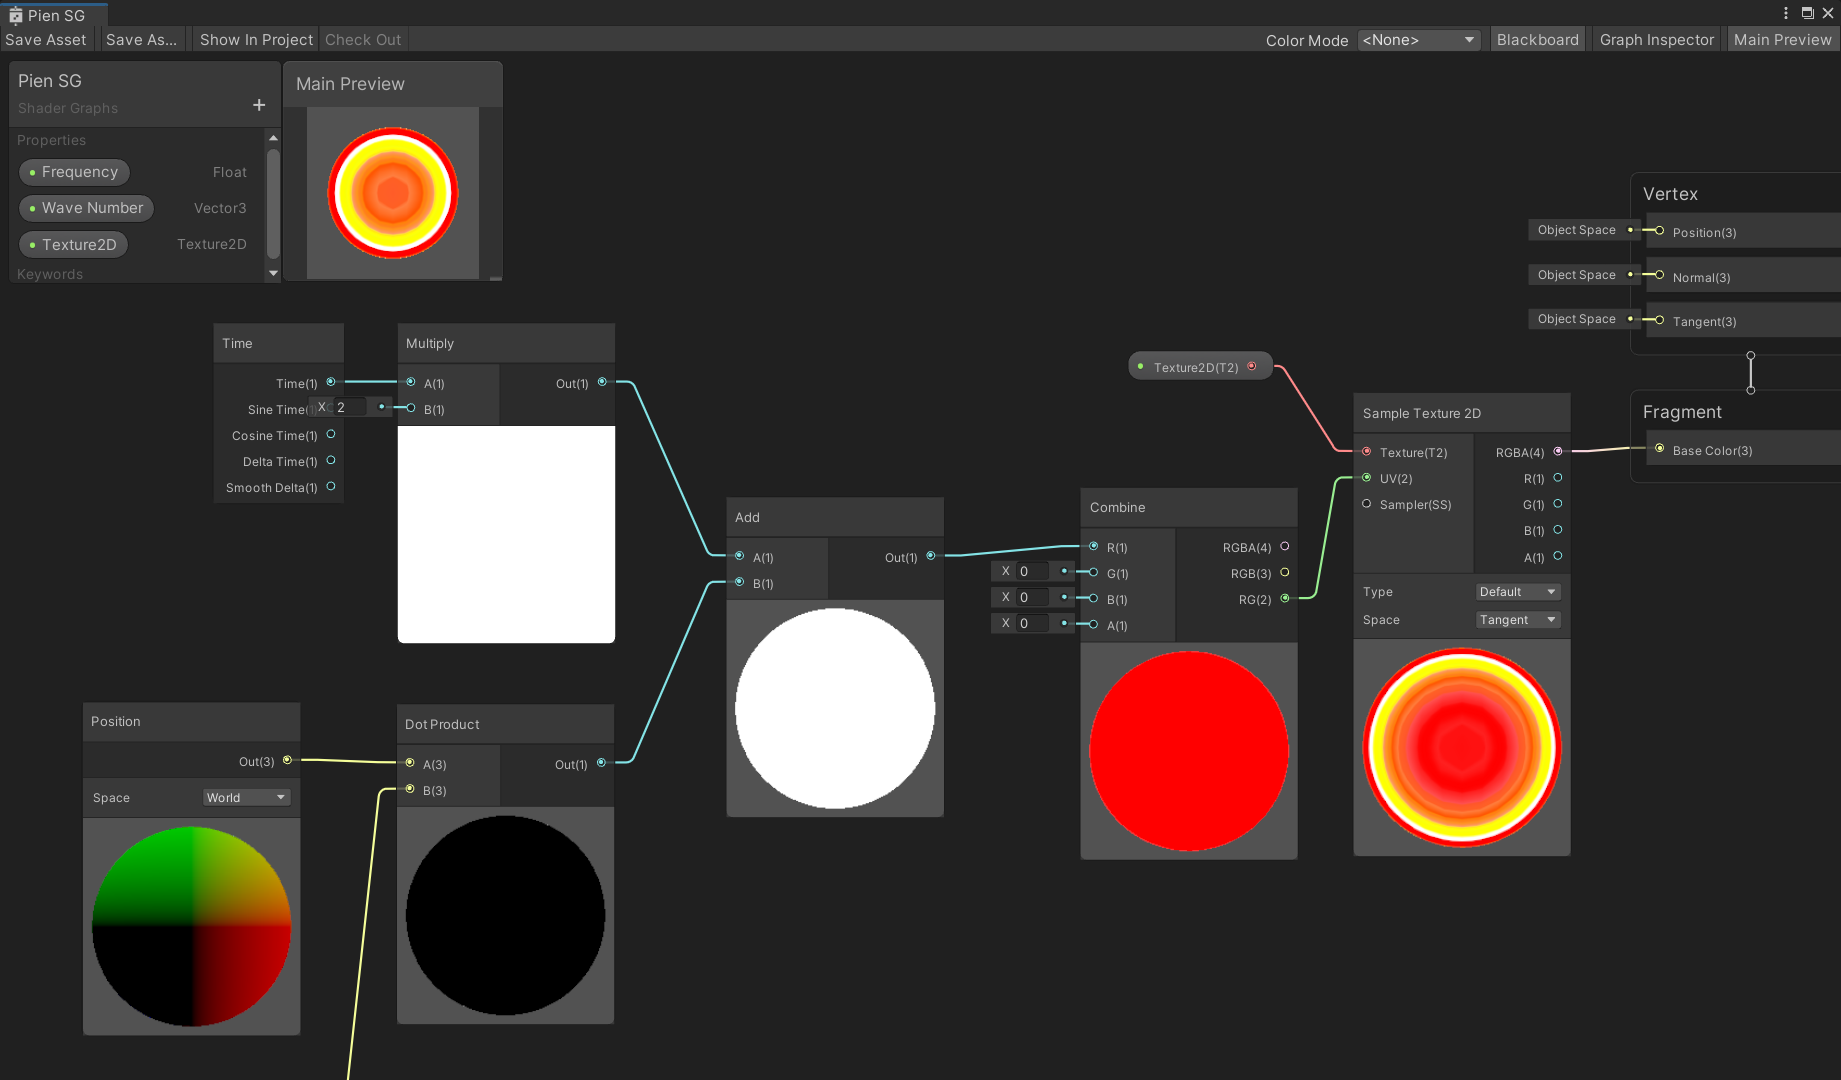 Pien SG
Save Asset
Save As...
Show In Project
Check Out
Color Mode
<None>
Blackboard
Graph Inspector
Main Preview
Pien SG
Shader Graphs
+
Properties
Frequency Float
Wave Number Vector3
Texture2D Texture2D
Keywords
Main Preview
Vertex
Object Space Position(3)
Object Space Normal(3)
Object Space Tangent(3)
Fragment
Base Color(3)
Time
Time(1)
Sine Time(1)
Cosine Time(1)
Delta Time(1)
Smooth Delta(1)
X 2
Multiply
A(1) Out(1)
B(1)
Texture2D(T2)
Sample Texture 2D
Texture(T2) RGBA(4)
UV(2) R(1)
Sampler(SS) G(1)
B(1)
A(1)
Type Default
Space Tangent
Add
A(1) Out(1)
B(1)
Combine
R(1) RGBA(4)
X 0 G(1) RGB(3)
X 0 B(1) RG(2)
X 0 A(1)
Position
Out(3)
Space World
Dot Product
A(3) Out(1)
B(3)